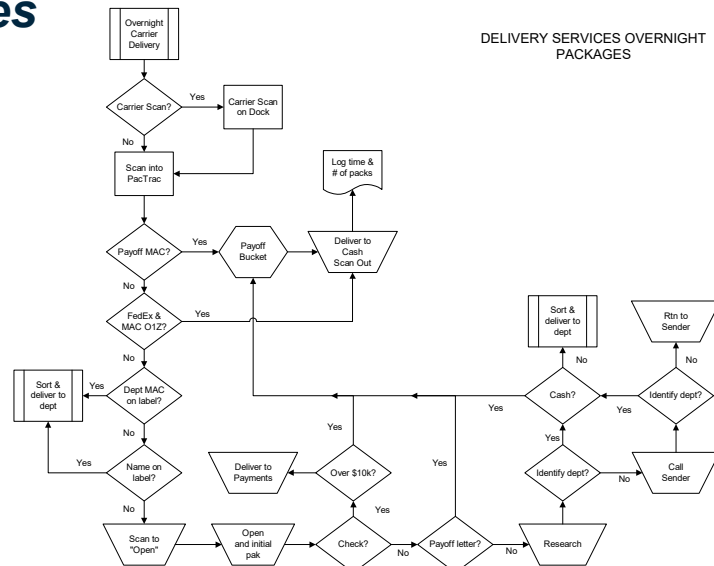 es
DELIVERY SERVICES OVERNIGHT
PACKAGES
Overnight
Carrier
Delivery
Carrier Scan?
Yes
Carrier Scan
on Dock
No
Scan into
PacTrac
Log time &
# of packs
Payoff MAC?
Yes
Payoff
Bucket
Deliver to
Cash
Scan Out
No
FedEx &
MAC O1Z?
Yes
No
Sort &
deliver to
dept
Yes
Dept MAC
on label?
No
Name on
label?
Yes
No
Scan to
"Open"
Open
and initial
pak
Check?
Yes
No
Over $10k?
Yes
Deliver to
Payments
Payoff letter?
Yes
No
Research
Identify dept?
Yes
No
Call
Sender
Identify dept?
Yes
No
Rtn to
Sender
Cash?
Yes
No
Sort &
deliver to
dept